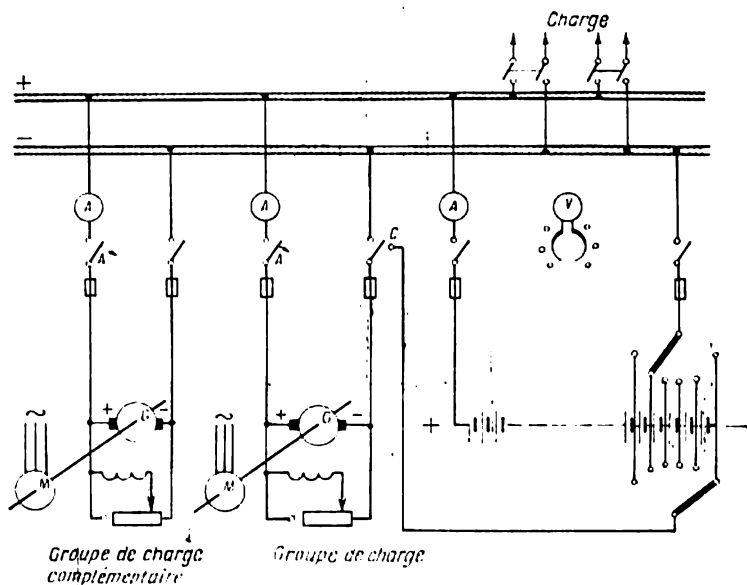 Charge
+
−
A
A
A
V
A
A
C
+
G
−
+
G
−
+
M
M
Groupe de charge
complémentaire
Groupe de charge